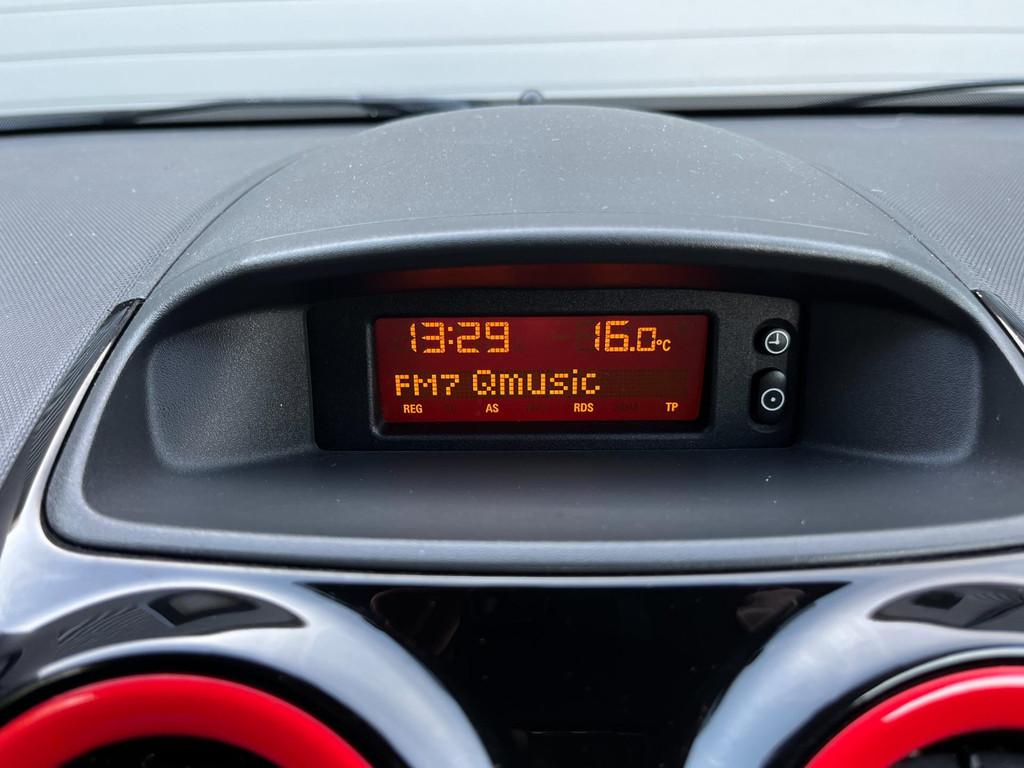 13:29 16.0°C
FM7 Qmusic
REG AS RDS TP